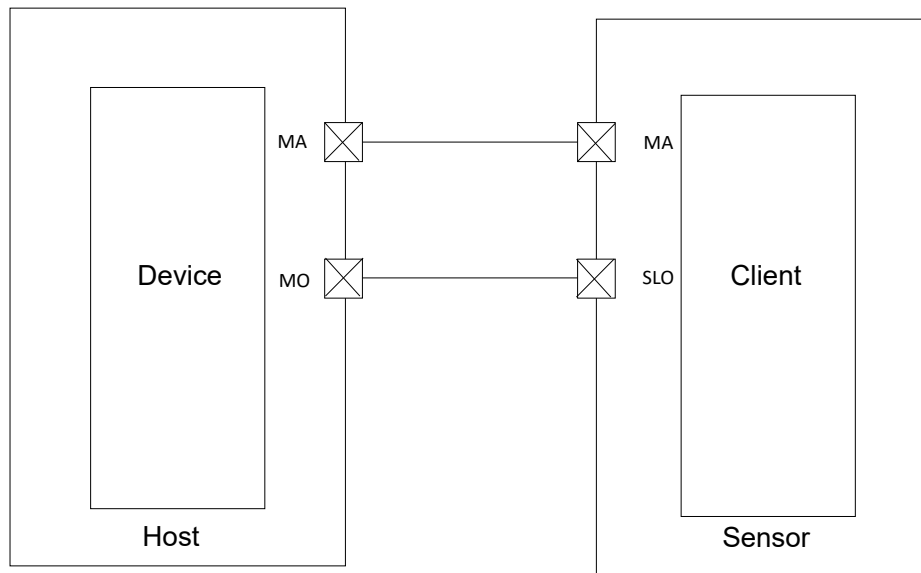 MA
MA
Device
MO
SLO
Client
Host
Sensor